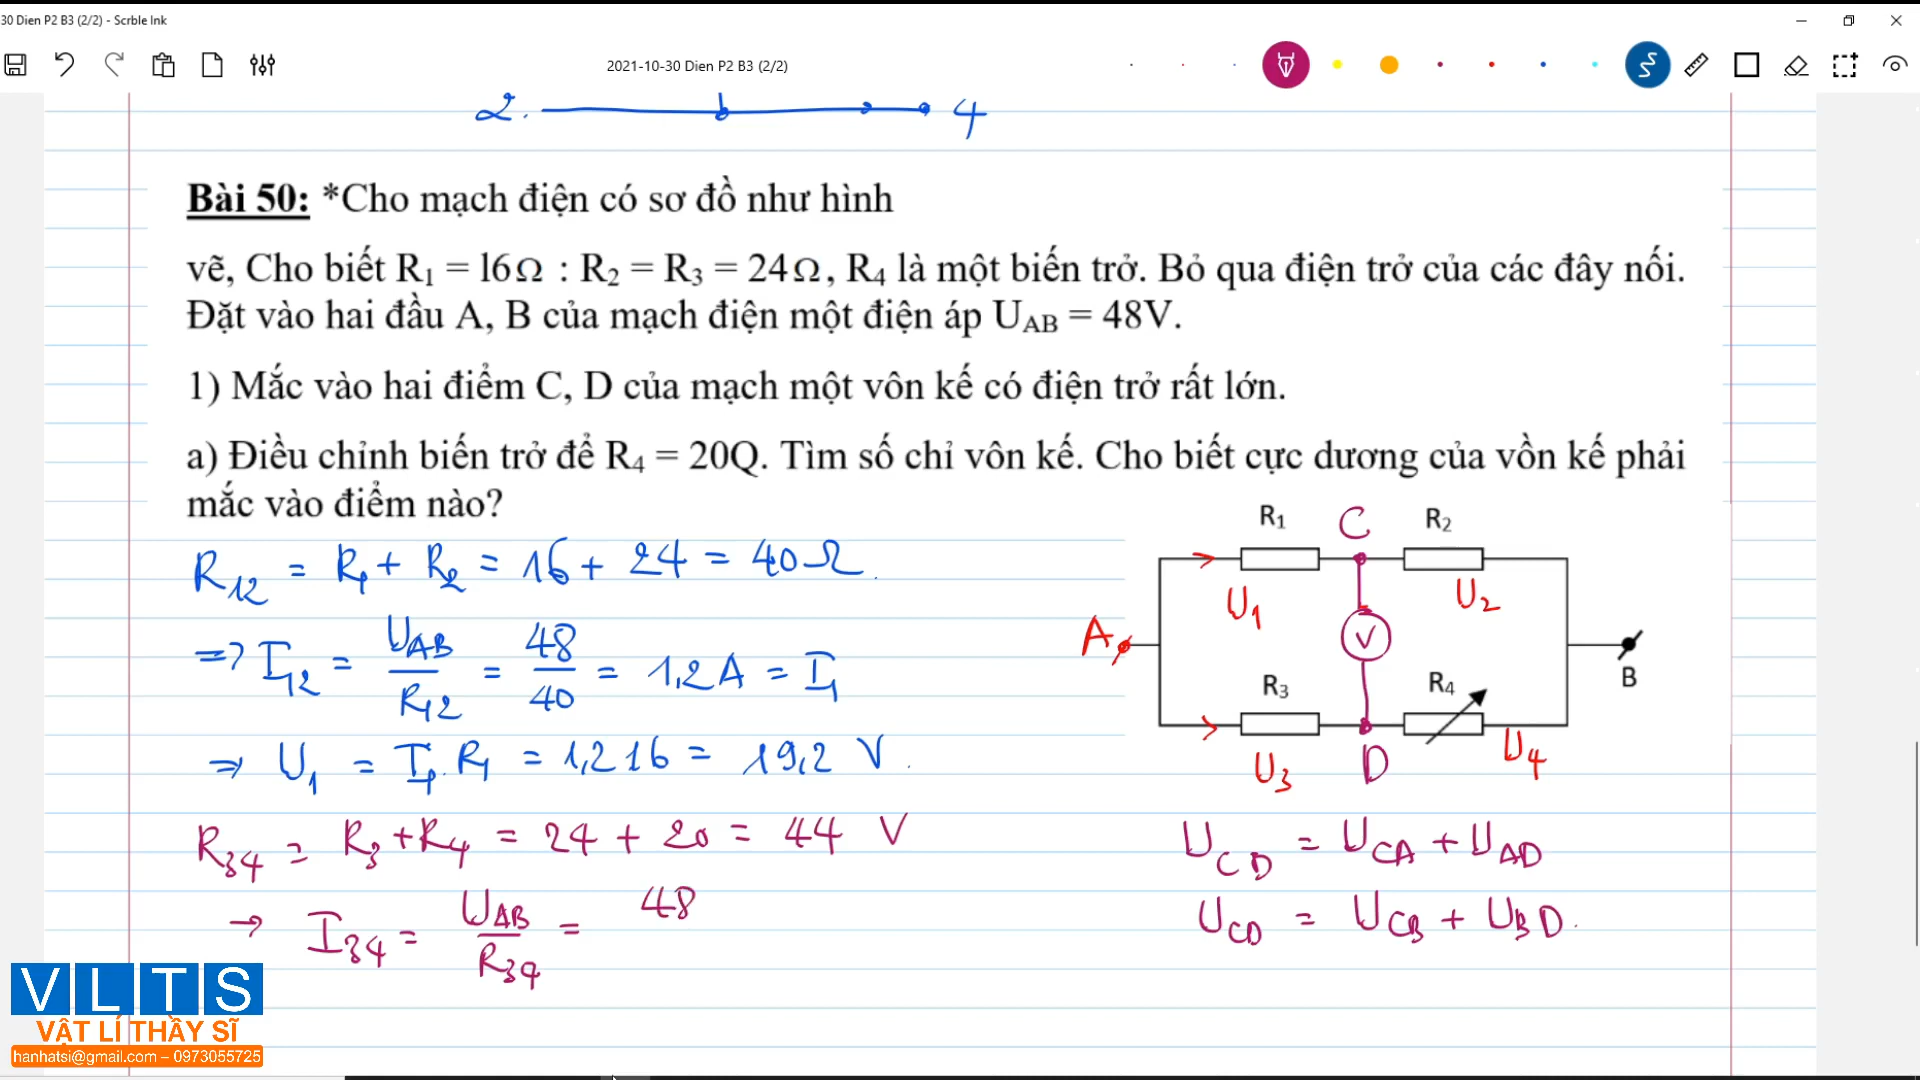 30 Dien P2 B3 (2/2) - Scrble Ink
2021-10-30 Dien P2 B3 (2/2)
2. 4
Bài 50: *Cho mạch điện có sơ đồ như hình
vẽ, Cho biết R1 = 16Ω : R2 = R3 = 24Ω, R4 là một biến trở. Bỏ qua điện trở của các đây nối.
Đặt vào hai đầu A, B của mạch điện một điện áp UAB = 48V.
1) Mắc vào hai điểm C, D của mạch một vôn kế có điện trở rất lớn.
a) Điều chỉnh biến trở để R4 = 20Q. Tìm số chỉ vôn kế. Cho biết cực dương của vồn kế phải
mắc vào điểm nào?
R12 = R1 + R2 = 16 + 24 = 40Ω.
=> I12 = UAB/R12 = 48/40 = 1,2A = I1
=> U1 = I1.R1 = 1,2 16 = 19,2 V.
R34 = R3 + R4 = 24 + 20 = 44 V
→ I34 = UAB/R34 = 48
R1 C R2
U1 U2
A V B
R3 R4
U3 D U4
UCD = UCA + UAD
UCD = UCB + UBD.
VLTS
VẬT LÍ THẦY SĨ
hanhatsi@gmail.com – 0973055725